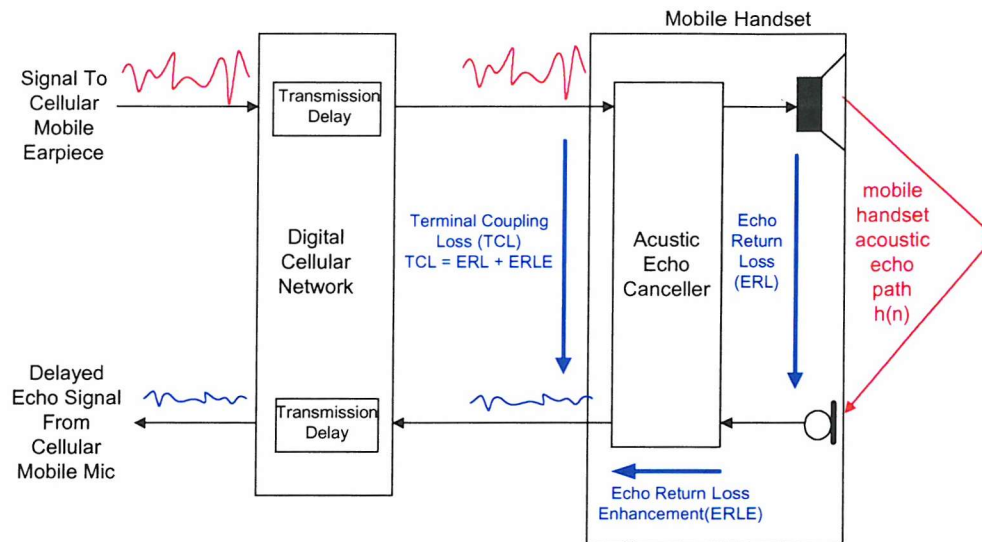 Mobile Handset
Signal To
Cellular
Mobile
Earpiece
Transmission
Delay
Digital
Cellular
Network
Terminal Coupling
Loss (TCL)
TCL = ERL + ERLE
Acustic
Echo
Canceller
Echo
Return
Loss
(ERL)
mobile
handset
acoustic
echo
path
h(n)
Delayed
Echo Signal
From
Cellular
Mobile Mic
Transmission
Delay
Echo Return Loss
Enhancement(ERLE)